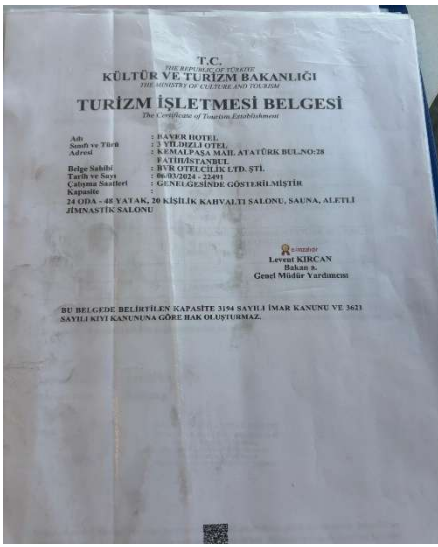 T.C.
THE REPUBLIC OF TÜRKİYE
KÜLTÜR VE TURİZM BAKANLIĞI
THE MINISTRY OF CULTURE AND TOURISM
TURİZM İŞLETMESİ BELGESİ
The Certificate of Tourism Establishment
Adı : BAVER HOTEL
Sınıfı ve Türü : 3 YILDIZLI OTEL
Adresi : KEMALPAŞA MAH. ATATÜRK BUL.NO:28
FATİH/İSTANBUL
Belge Sahibi : BVR OTELCİLİK LTD. ŞTİ.
Tarih ve Sayı : 06/03/2024 - 22491
Çalışma Saatleri : GENELGESİNDE GÖSTERİLMİŞTİR
Kapasite :
24 ODA - 48 YATAK, 20 KİŞİLİK KAHVALTI SALONU, SAUNA, ALETLİ
JİMNASTİK SALONU
e-imzalıdır
Levent KIRCAN
Bakan a.
Genel Müdür Yardımcısı
BU BELGEDE BELİRTİLEN KAPASİTE 3194 SAYILI İMAR KANUNU VE 3621
SAYILI KIYI KANUNUNA GÖRE HAK OLUŞTURMAZ.